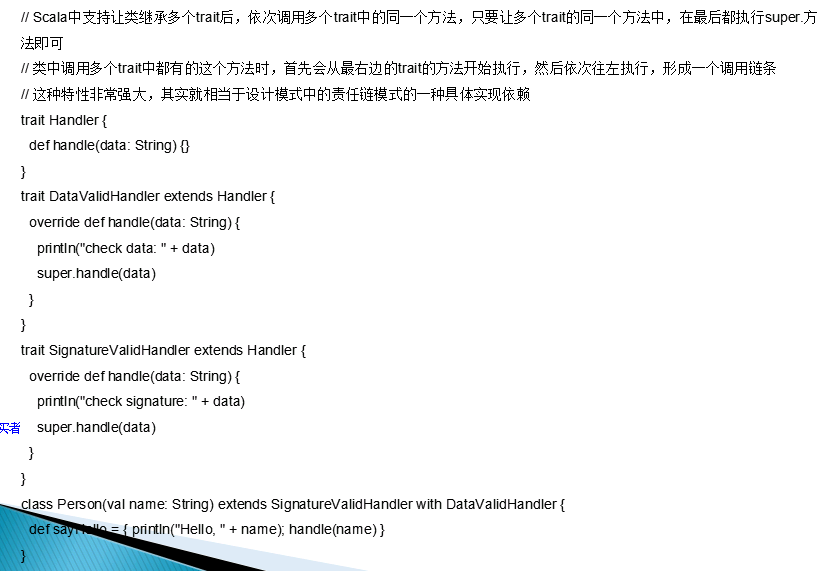 // Scala中支持让类继承多个trait后，依次调用多个trait中的同一个方法，只要让多个trait的同一个方法中，在最后都执行super.方
法即可
// 类中调用多个trait中都有的这个方法时，首先会从最右边的trait的方法开始执行，然后依次往左执行，形成一个调用链条
// 这种特性非常强大，其实就相当于设计模式中的责任链模式的一种具体实现依赖
trait Handler {
  def handle(data: String) {}
}
trait DataValidHandler extends Handler {
  override def handle(data: String) {
    println("check data: " + data)
    super.handle(data)
  }
}
trait SignatureValidHandler extends Handler {
  override def handle(data: String) {
    println("check signature: " + data)
买者    super.handle(data)
  }
}
class Person(val name: String) extends SignatureValidHandler with DataValidHandler {
  def sayHello = { println("Hello, " + name); handle(name) }
}